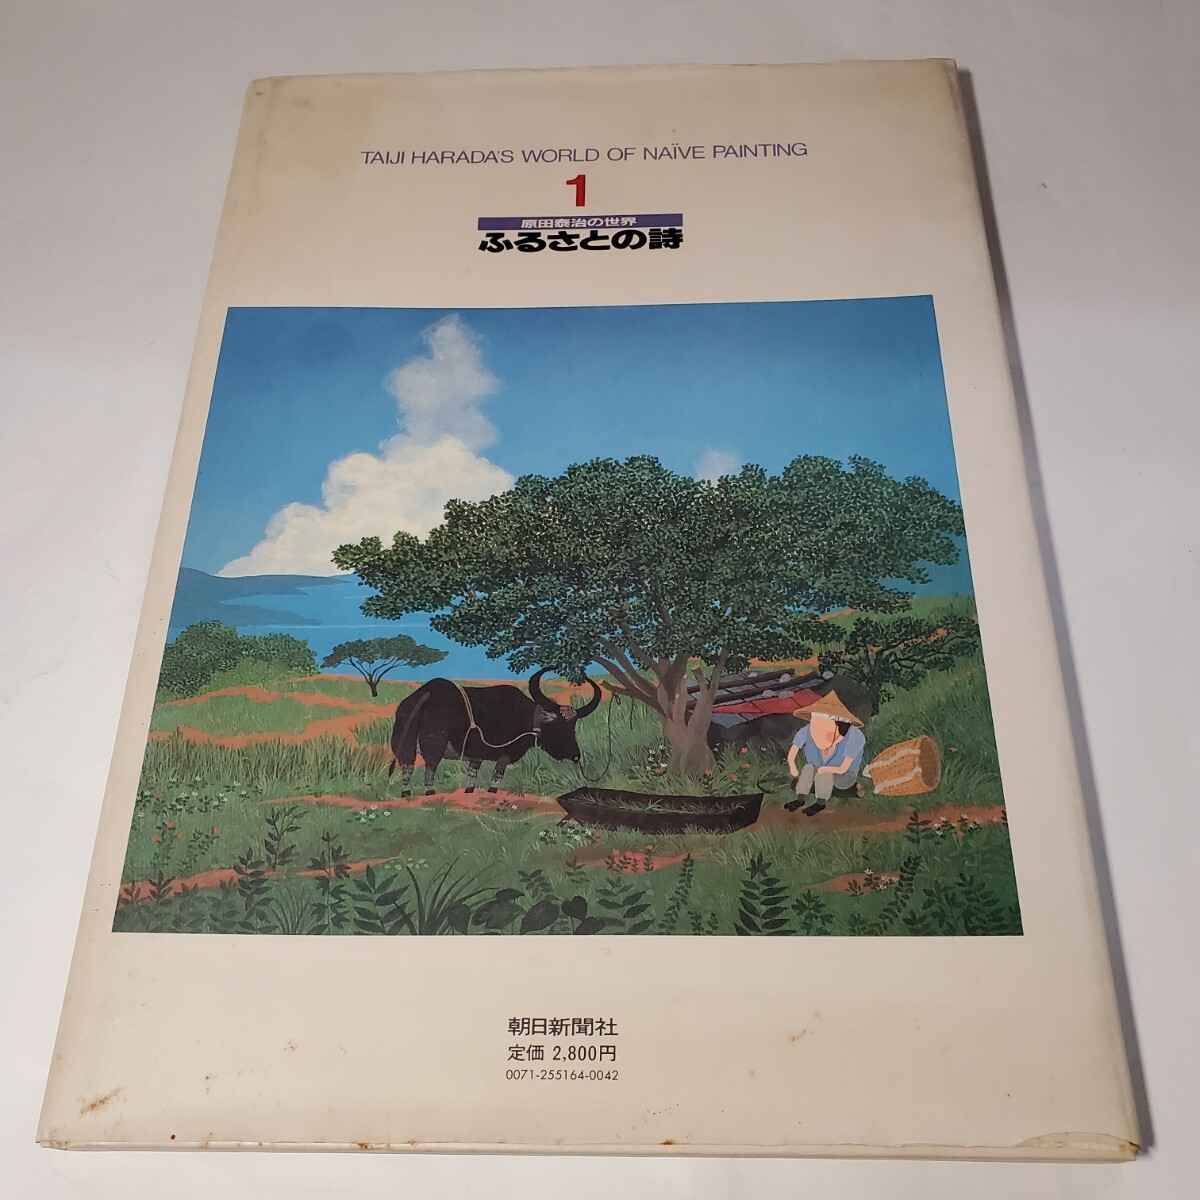 TAIJI HARADA'S WORLD OF NAÏVE PAINTING
1
原田泰治の世界
ふるさとの詩
朝日新聞社
定価 2,800円
0071-255164-0042